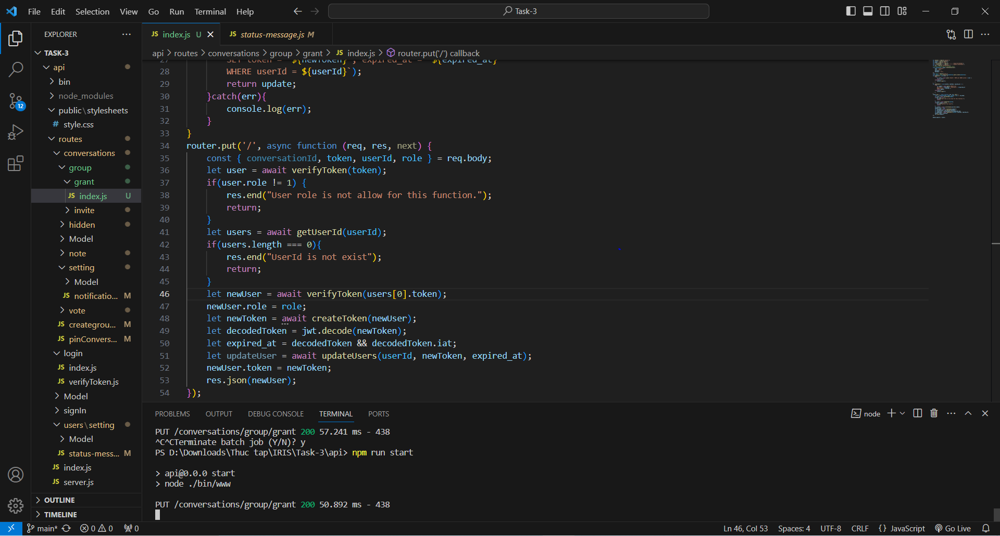 File Edit Selection View Go Run Terminal Help
Task-3
EXPLORER
TASK-3
api
bin
node_modules
public\stylesheets
# style.css
routes
conversations
group
grant
JS index.js U
invite
hidden
Model
note
setting
Model
JS notificatio... M
vote
JS creategrou... M
JS pinConvers... M
login
JS index.js
JS verifyToken.js
Model
signIn
users\setting
Model
JS status-mess... M
JS index.js
JS server.js
OUTLINE
TIMELINE
12
JS index.js U
JS status-message.js M
api > routes > conversations > group > grant > JS index.js > router.put('/') callback
27 SET token = '${newToken}', expired_at = '${expired_at}'
28 WHERE userId = ${userId}`);
29 return update;
30 }catch(err){
31 console.log(err);
32 }
33 }
34 router.put('/', async function (req, res, next) {
35 const { conversationId, token, userId, role } = req.body;
36 let user = await verifyToken(token);
37 if(user.role != 1) {
38 res.end("User role is not allow for this function.");
39 return;
40 }
41 let users = await getUserId(userId);
42 if(users.length === 0){
43 res.end("UserId is not exist");
44 return;
45 }
46 let newUser = await verifyToken(users[0].token);
47 newUser.role = role;
48 let newToken = await createToken(newUser);
49 let decodedToken = jwt.decode(newToken);
50 let expired_at = decodedToken && decodedToken.iat;
51 let updateUser = await updateUsers(userId, newToken, expired_at);
52 newUser.token = newToken;
53 res.json(newUser);
54 });
PROBLEMS OUTPUT DEBUG CONSOLE TERMINAL PORTS
node
PUT /conversations/group/grant 200 57.241 ms - 438
^C^CTerminate batch job (Y/N)? y
PS D:\Downloads\Thuc tap\IRIS\Task-3\api> npm run start
> api@0.0.0 start
> node ./bin/www
PUT /conversations/group/grant 200 50.892 ms - 438
main* 0 0 0
Ln 46, Col 53 Spaces: 4 UTF-8 CRLF {} JavaScript Go Live